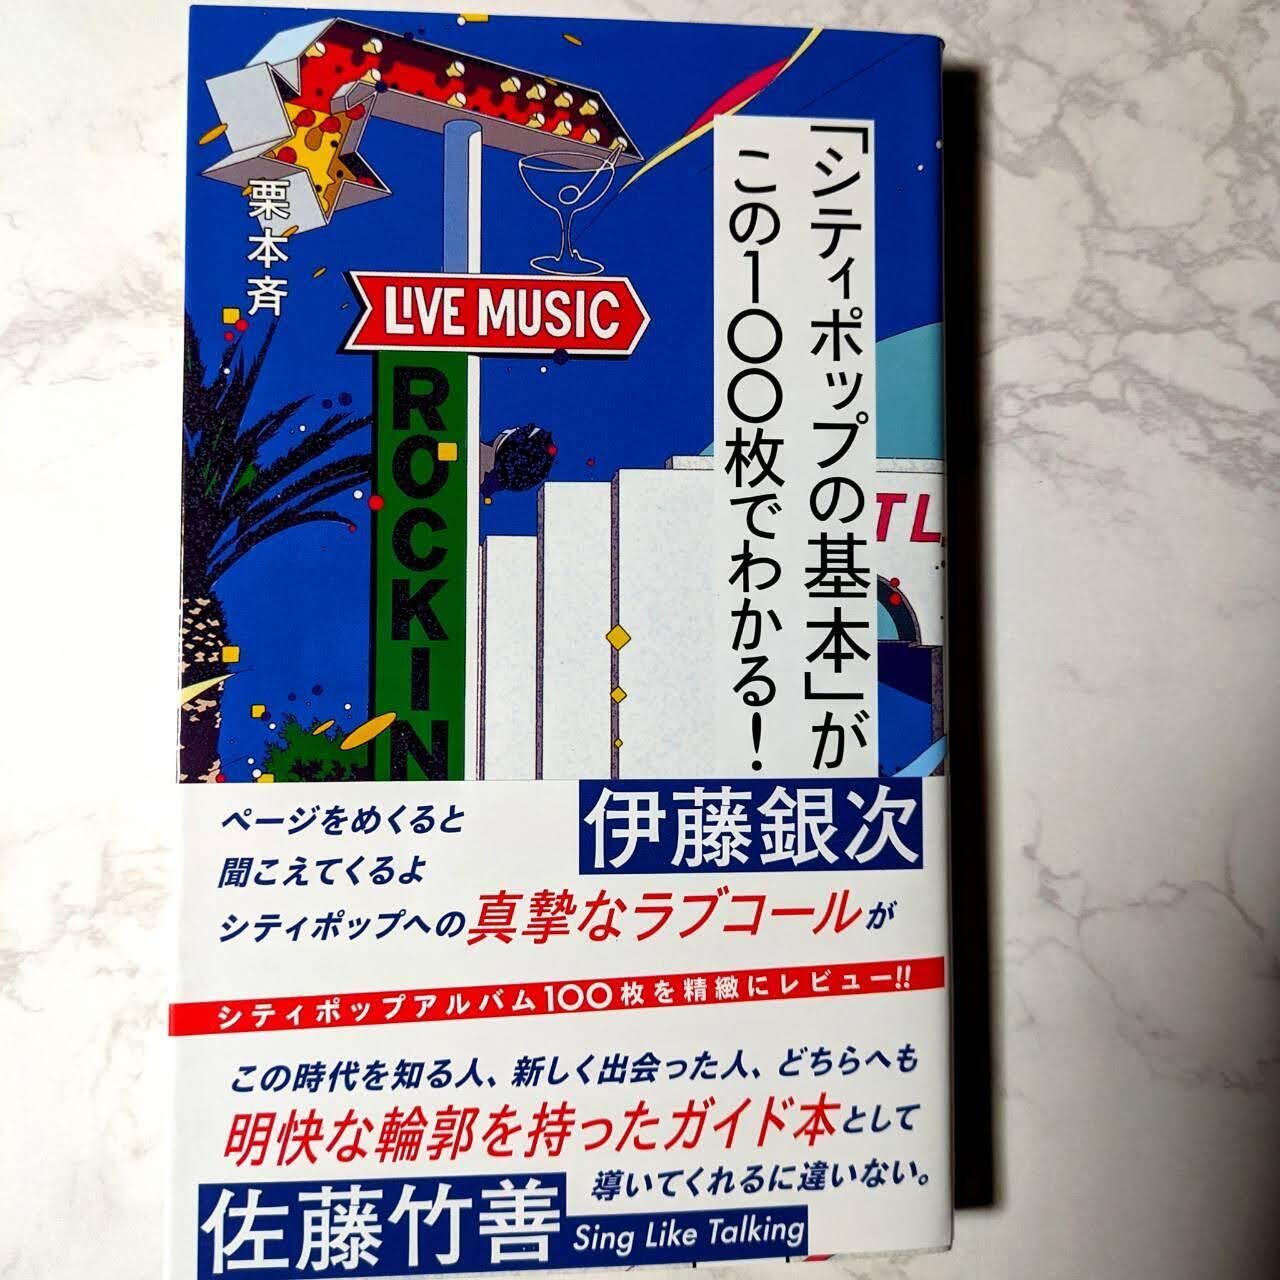 「シティポップの基本」が
この100枚でわかる！
栗本斉
LIVE MUSIC
ROCKIN
TL
伊藤銀次
ページをめくると
聞こえてくるよ
シティポップへの真摯なラブコールが
シティポップアルバム100枚を精緻にレビュー!!
この時代を知る人、新しく出会った人、どちらへも
明快な輪郭を持ったガイド本として
導いてくれるに違いない。
佐藤竹善 Sing Like Talking